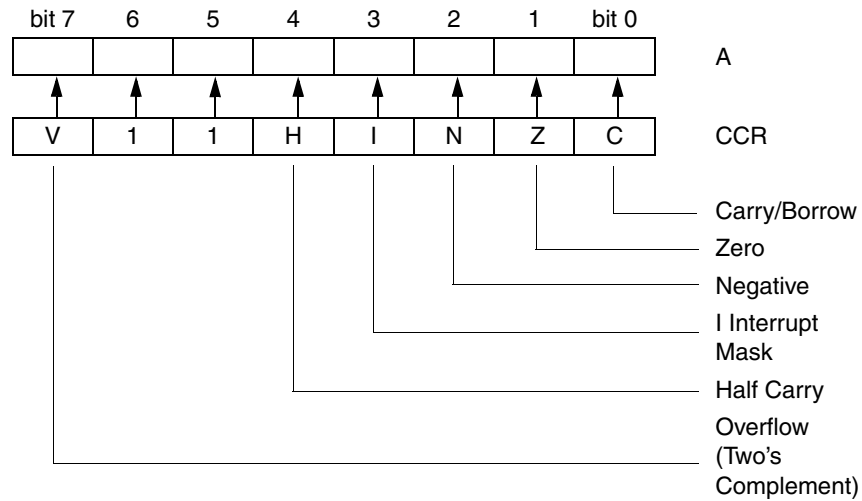 bit 7 6 5 4 3 2 1 bit 0
A
V 1 1 H I N Z C
CCR
Carry/Borrow
Zero
Negative
I Interrupt
Mask
Half Carry
Overflow
(Two's
Complement)